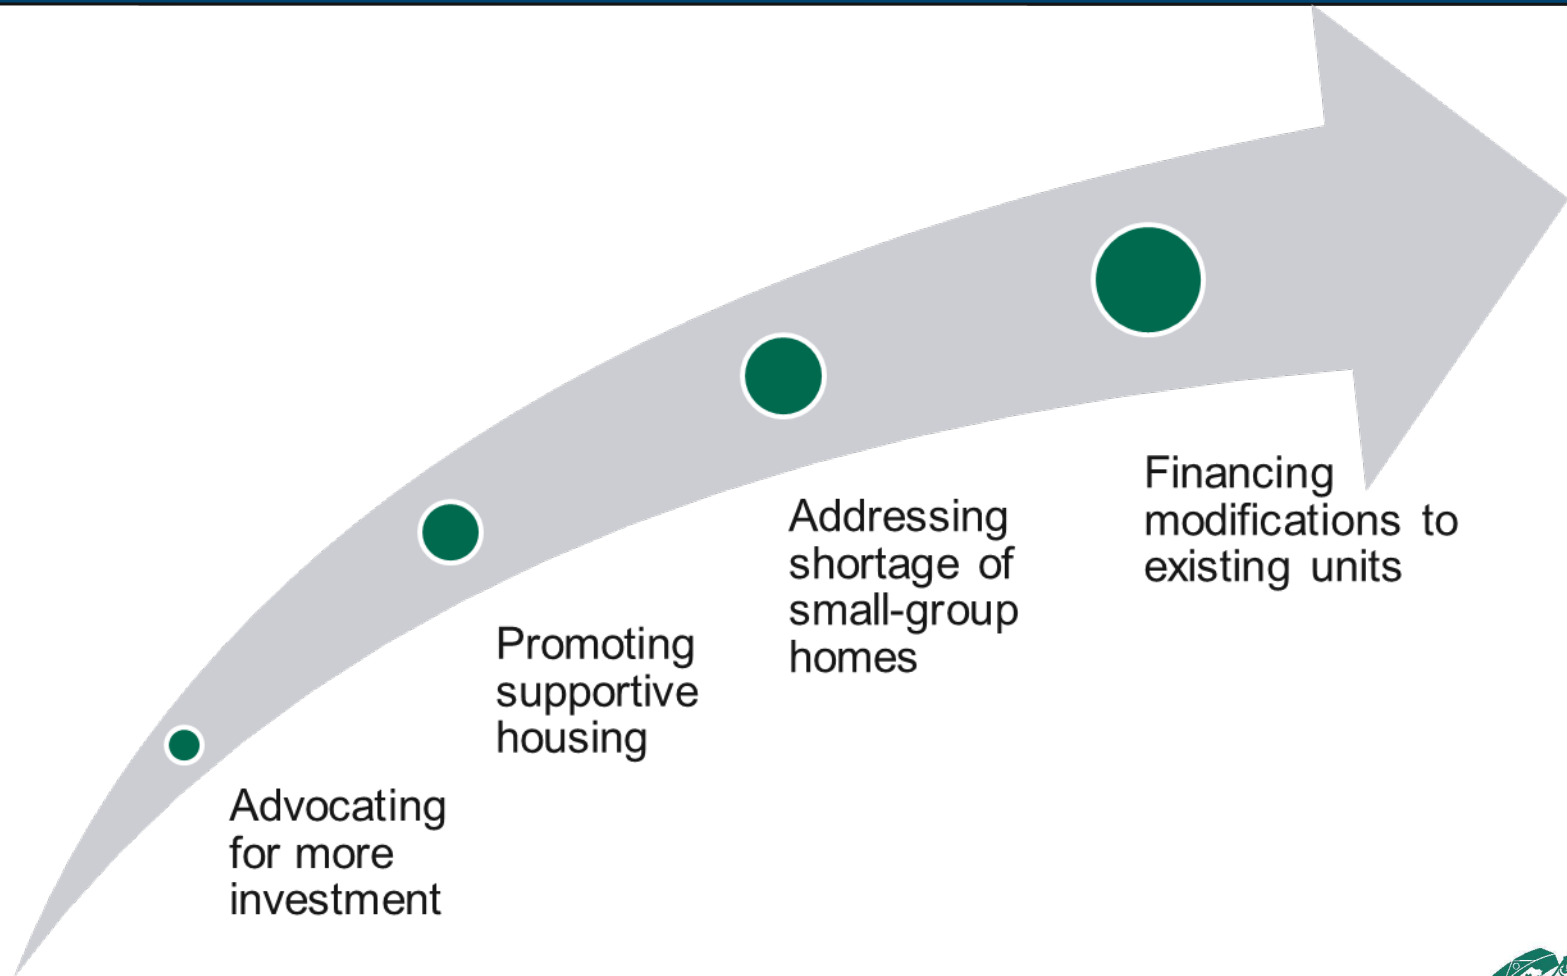 Advocating
for more
investment
Promoting
supportive
housing
Addressing
shortage of
small-group
homes
Financing
modifications to
existing units